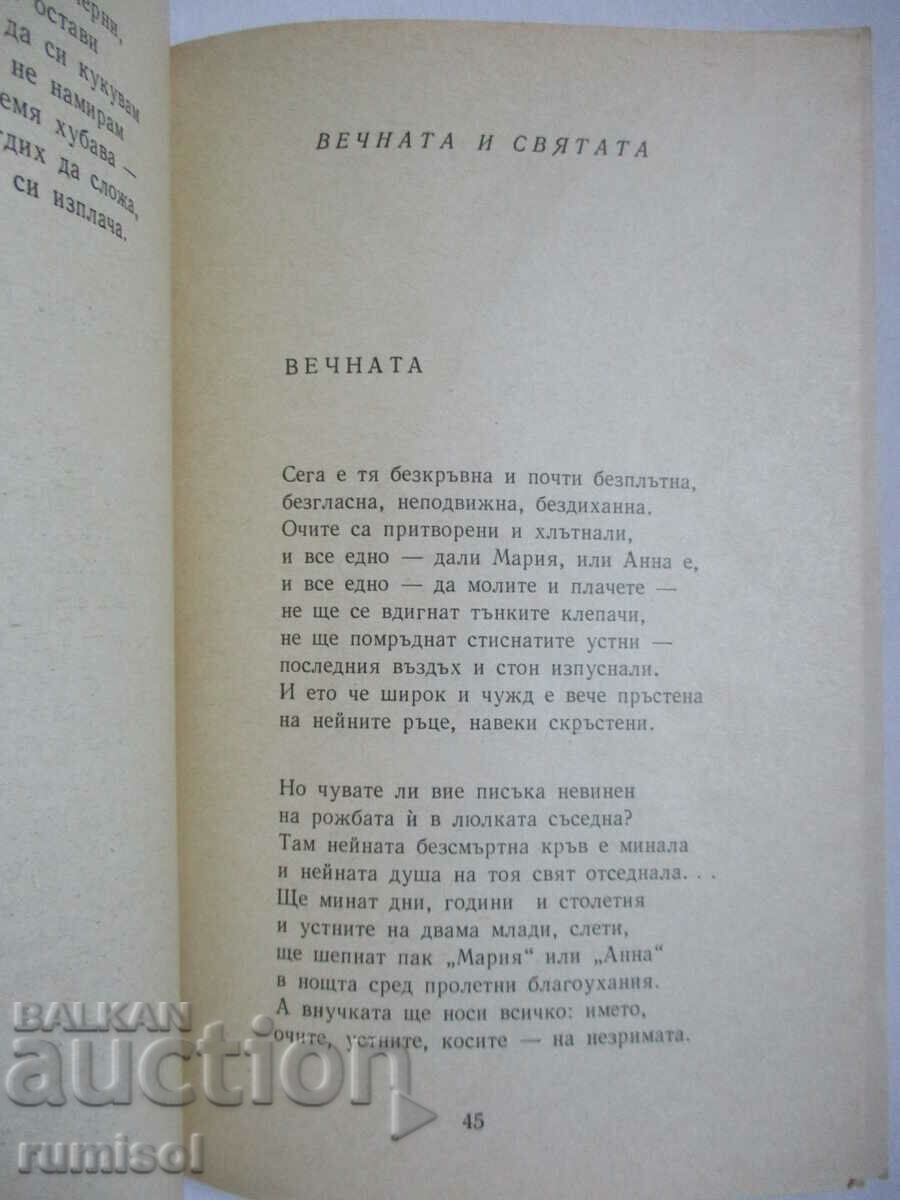 остави
да си кукувам
не намирам
хубава —
да сложа,
си изплача.
ВЕЧНАТА И СВЯТАТА
ВЕЧНАТА
Сега е тя безкръвна и почти безплътна,
безгласна, неподвижна, бездиханна.
Очите са притворени и хлътнали,
и все едно — дали Мария, или Анна е,
и все едно — да молите и плачете —
не ще се вдигнат тънките клепачи,
не ще помръднат стиснатите устни —
последния въздъх и стон изпуснали.
И ето че широк и чужд е вече пръстена
на нейните ръце, навеки скръстени.
Но чувате ли вие писъка невинен
на рожбата ѝ в люлката съседна?
Там нейната безсмъртна кръв е минала
и нейната душа на тоя свят отседнала. . .
Ще минат дни, години и столетия
и устните на двама млади, слети,
ще шепнат пак „Мария“ или „Анна“
в нощта сред пролетни благоухания.
А внучката ще носи всичко: името,
очите, устните, косите — на незримата.
45
BALKAN
auction
rumisol